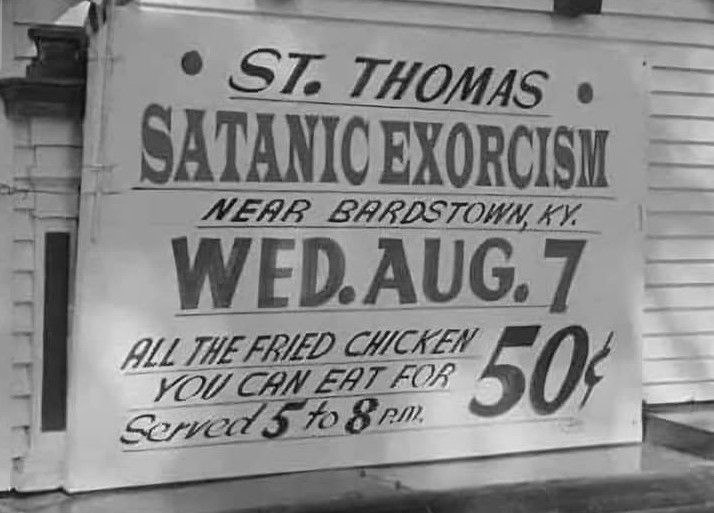 • ST. THOMAS •
SATANIC EXORCISM
NEAR BARDSTOWN, KY.
WED. AUG. 7
ALL THE FRIED CHICKEN
YOU CAN EAT FOR 50¢
Served 5 to 8 P.M.